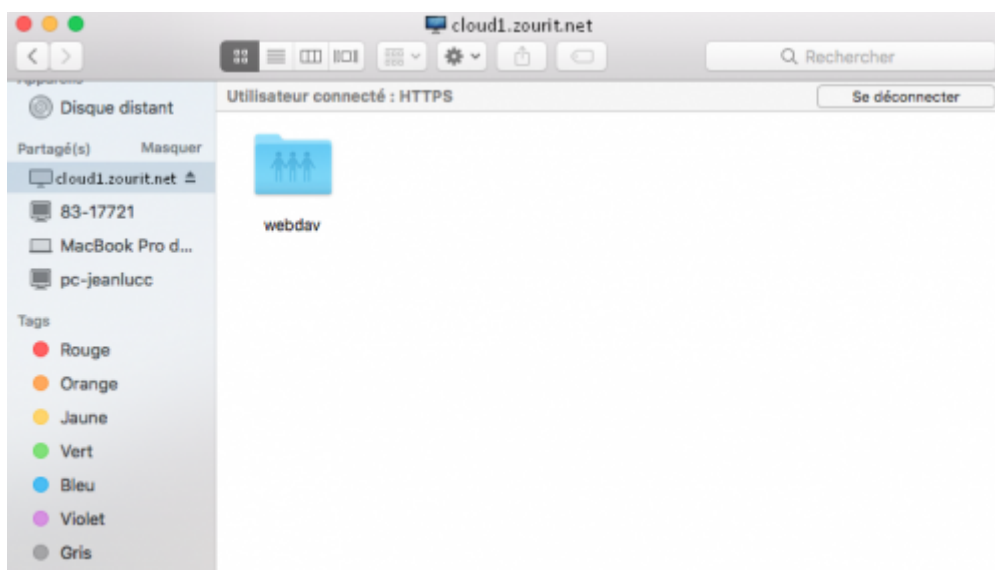 cloud1.zourit.net
Rechercher
Utilisateur connecté : HTTPS
Se déconnecter
Disque distant
Partagé(s) Masquer
cloud1.zourit.net
83-17721
MacBook Pro d...
pc-jeanlucc
Tags
Rouge
Orange
Jaune
Vert
Bleu
Violet
Gris
webdav